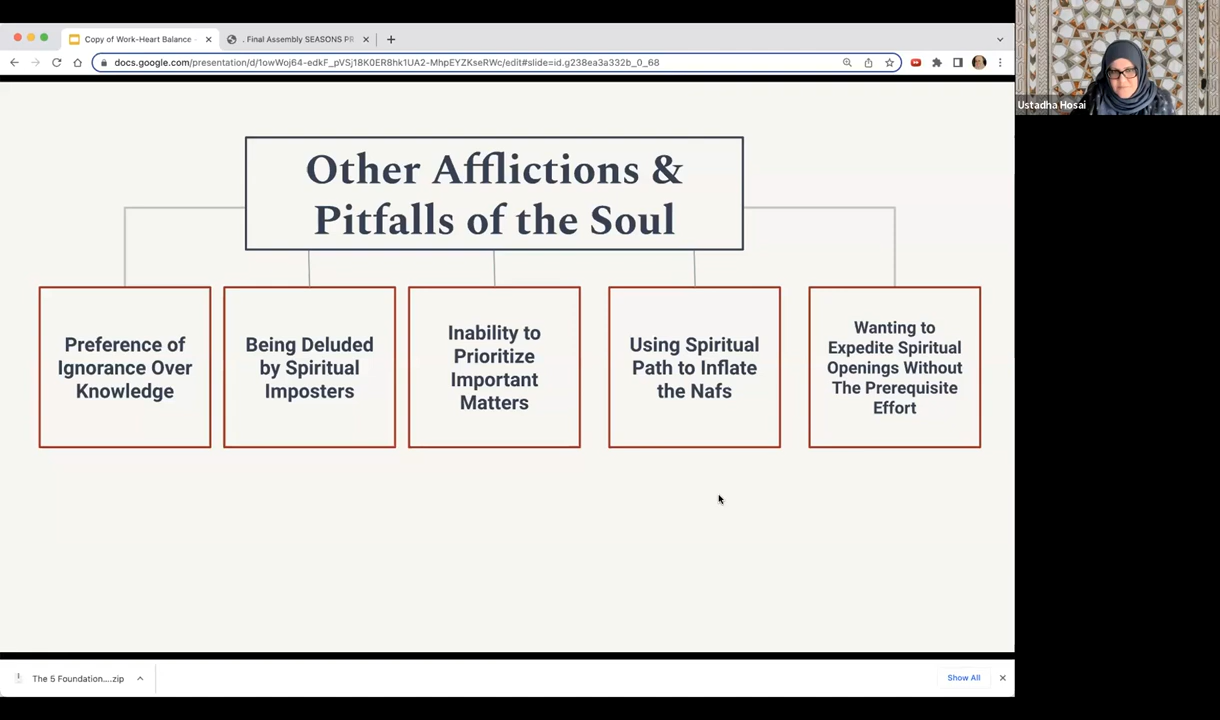 Copy of Work-Heart Balance -
. Final Assembly SEASONS PR
docs.google.com/presentation/d/1owWoj64-edkF_pVSj18K0ER8hk1UA2-MhpEYZKseRWc/edit#slide=id.g238ea3a332b_0_68
Ustadha Hosai
Other Afflictions &
Pitfalls of the Soul
Preference of
Ignorance Over
Knowledge
Being Deluded
by Spiritual
Imposters
Inability to
Prioritize
Important
Matters
Using Spiritual
Path to Inflate
the Nafs
Wanting to
Expedite Spiritual
Openings Without
The Prerequisite
Effort
The 5 Foundation....zip
Show All